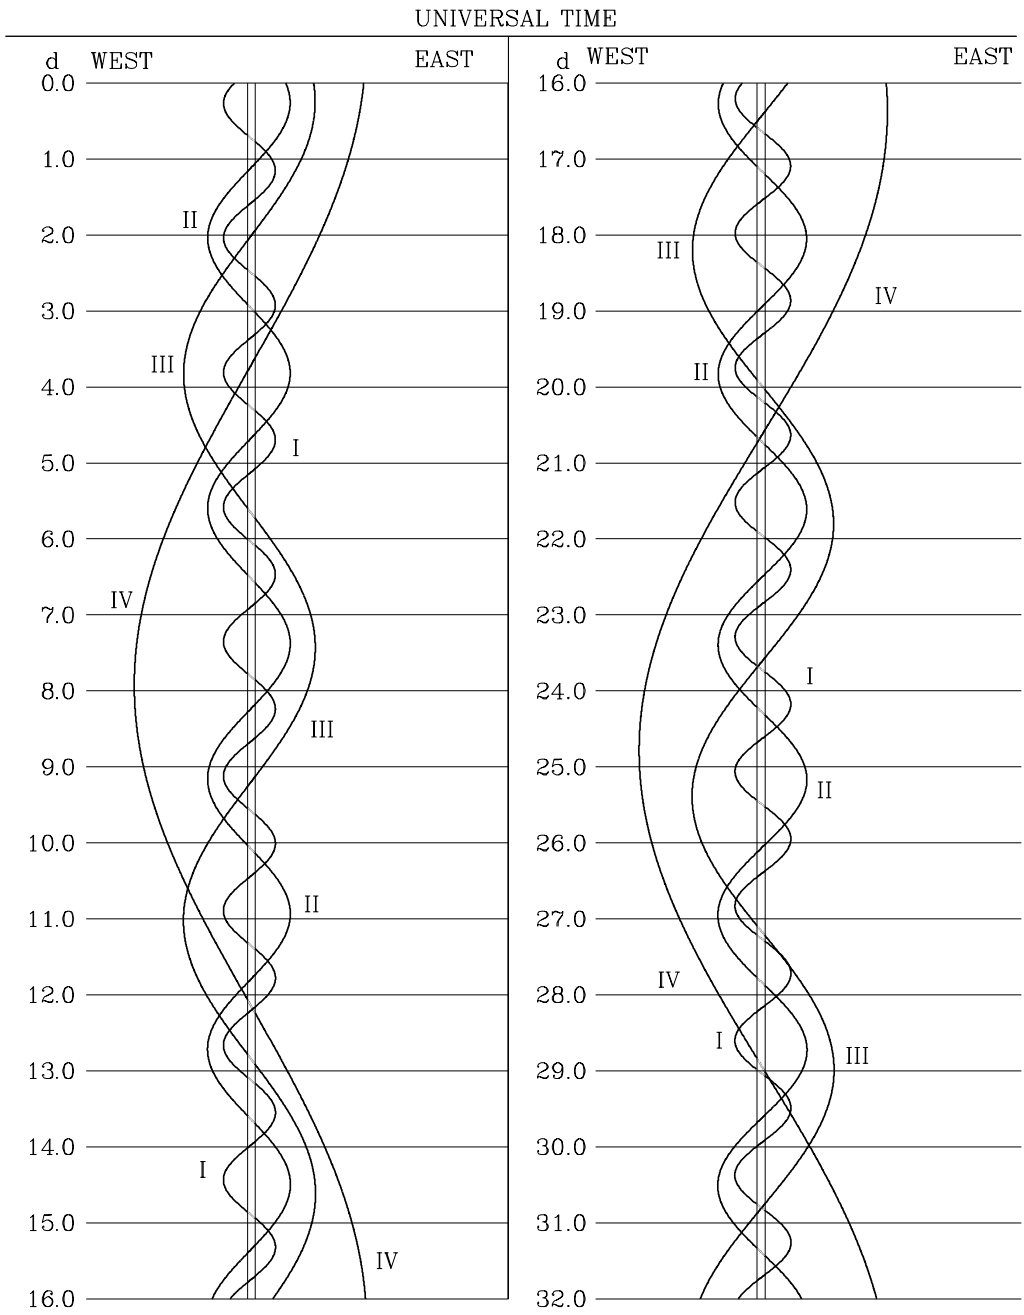 UNIVERSAL TIME
d WEST EAST
0.0
1.0
II
2.0
3.0
III
4.0
I
5.0
6.0
IV
7.0
8.0
III
9.0
10.0
II
11.0
12.0
13.0
14.0
I
15.0
IV
16.0
d WEST EAST
16.0
17.0
18.0
III
IV
19.0
II
20.0
21.0
22.0
23.0
I
24.0
25.0
II
26.0
27.0
IV
28.0
I
III
29.0
30.0
31.0
32.0